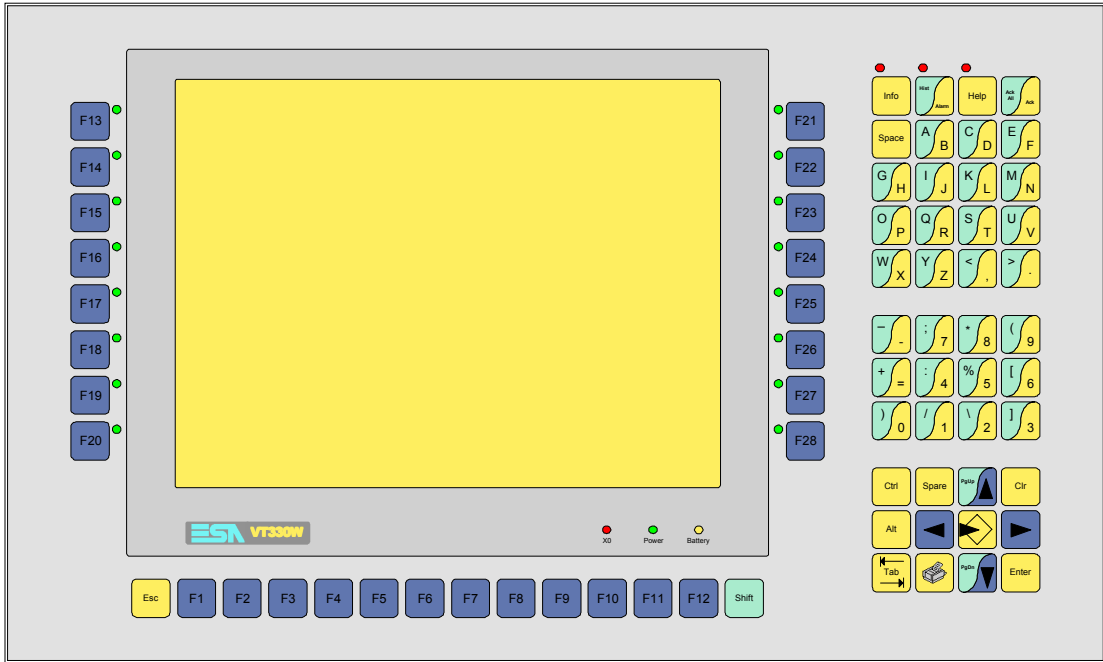 F13
F14
F15
F16
F17
F18
F19
F20
F21
F22
F23
F24
F25
F26
F27
F28
ESA VT330W
X0 Power Battery
Esc F1 F2 F3 F4 F5 F6 F7 F8 F9 F10 F11 F12 Shift
Info Hist Alarm Help Ack All Ack
Space A B C D E F
G H I J K L M N
O P Q R S T U V
W X Y Z < , > .
_ - ; 7 * 8 ( 9
+ = : 4 % 5 [ 6
) 0 / 1 \ 2 ] 3
Ctrl Spare PgUp Clr
Alt
Tab PgDn Enter